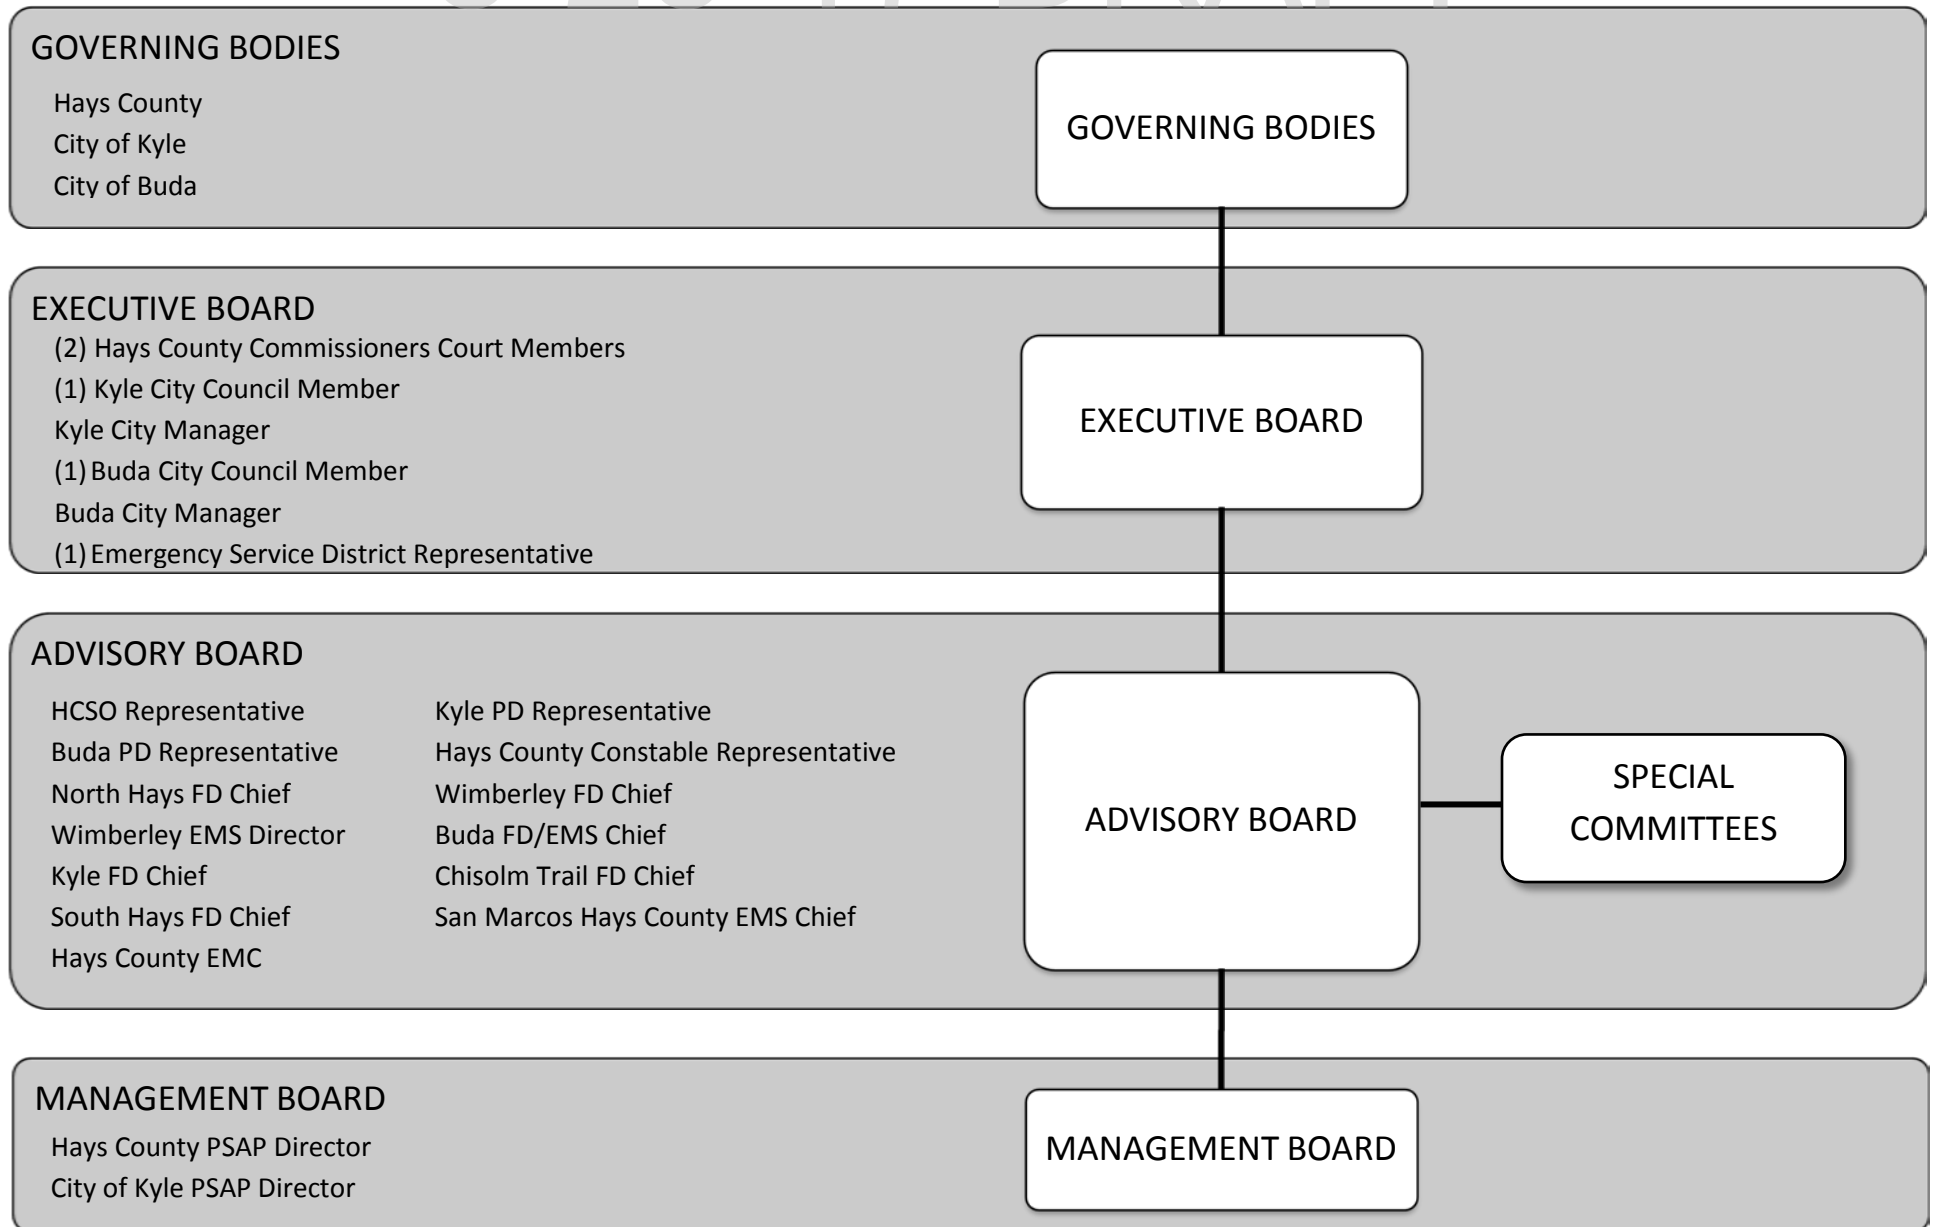 GOVERNING BODIES
Hays County
City of Kyle
City of Buda
GOVERNING BODIES
EXECUTIVE BOARD
(2) Hays County Commissioners Court Members
(1) Kyle City Council Member
Kyle City Manager
(1) Buda City Council Member
Buda City Manager
(1) Emergency Service District Representative
EXECUTIVE BOARD
ADVISORY BOARD
HCSO Representative
Buda PD Representative
North Hays FD Chief
Wimberley EMS Director
Kyle FD Chief
South Hays FD Chief
Hays County EMC
Kyle PD Representative
Hays County Constable Representative
Wimberley FD Chief
Buda FD/EMS Chief
Chisolm Trail FD Chief
San Marcos Hays County EMS Chief
ADVISORY BOARD
SPECIAL
COMMITTEES
MANAGEMENT BOARD
Hays County PSAP Director
City of Kyle PSAP Director
MANAGEMENT BOARD